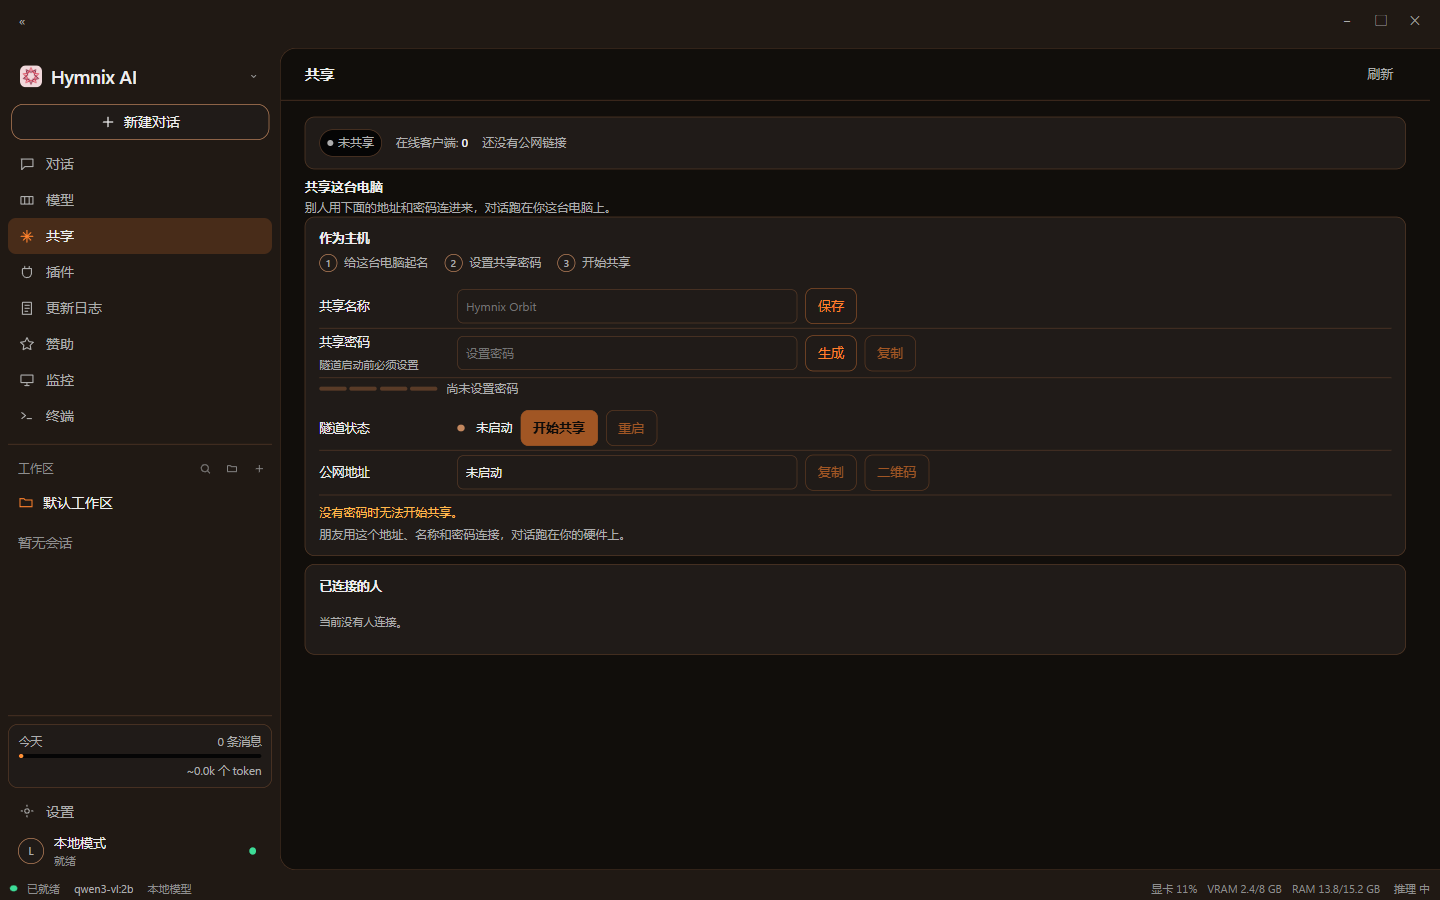 «
Hymnix AI
新建对话
对话
模型
共享
插件
更新日志
赞助
监控
终端
工作区
默认工作区
暂无会话
今天 0 条消息
~0.0k 个 token
设置
L 本地模式
就绪
共享 刷新
未共享 在线客户端: 0 还没有公网链接
共享这台电脑
别人用下面的地址和密码连进来，对话跑在你这台电脑上。
作为主机
1 给这台电脑起名 2 设置共享密码 3 开始共享
共享名称 Hymnix Orbit 保存
共享密码 设置密码 生成 复制
隧道启动前必须设置
尚未设置密码
隧道状态 未启动 开始共享 重启
公网地址 未启动 复制 二维码
没有密码时无法开始共享。
朋友用这个地址、名称和密码连接，对话跑在你的硬件上。
已连接的人
当前没有人连接。
已就绪 qwen3-vl:2b 本地模型 显卡 11% VRAM 2.4/8 GB RAM 13.8/15.2 GB 推理 中